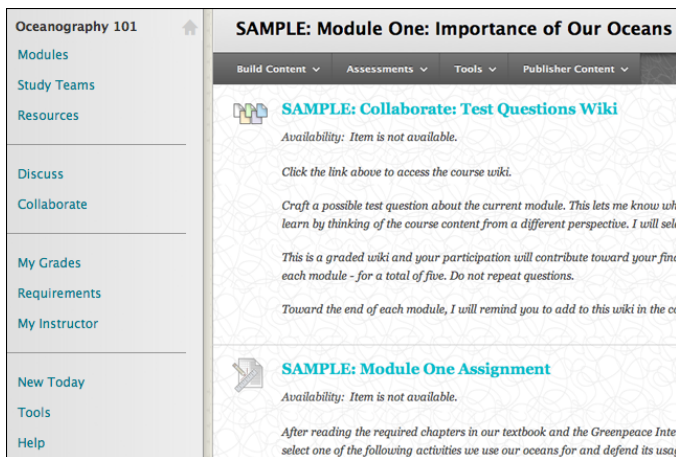 Oceanography 101
Modules
Study Teams
Resources
Discuss
Collaborate
My Grades
Requirements
My Instructor
New Today
Tools
Help
SAMPLE: Module One: Importance of Our Oceans
Build Content Assessments Tools Publisher Content
SAMPLE: Collaborate: Test Questions Wiki
Availability: Item is not available.
Click the link above to access the course wiki.
Craft a possible test question about the current module. This lets me know
learn by thinking of the course content from a different perspective. I will
This is a graded wiki and your participation will contribute toward your
each module - for a total of five. Do not repeat questions.
Toward the end of each module, I will remind you to add to this wiki in the
SAMPLE: Module One Assignment
Availability: Item is not available.
After reading the required chapters in our textbook and the Greenpeace
select one of the following activities we use our oceans for and defend its